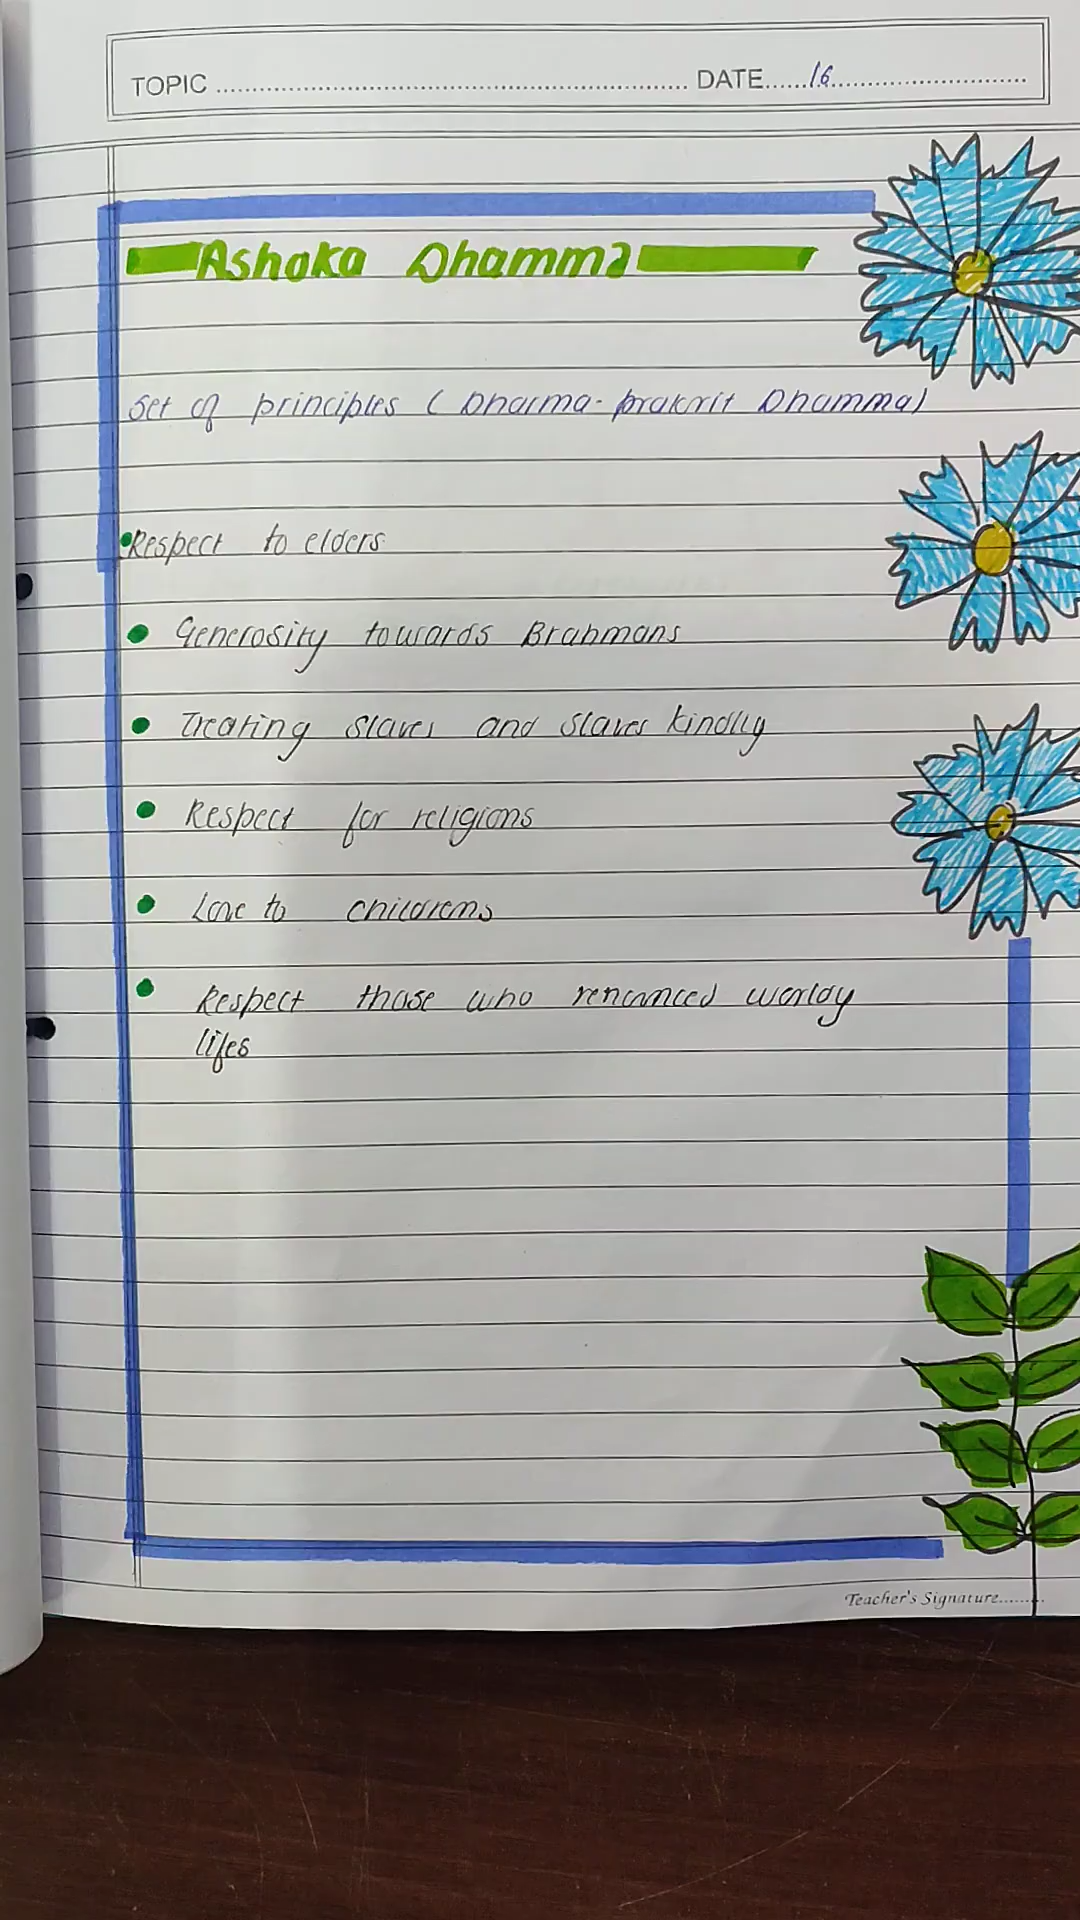 TOPIC ........ DATE......16........
Ashoka Dhamma
Set of principles ( Dharma - prakrit Dhamma)
Respect to elders
Generosity towards Brahmans
Treating slaves and slaves kindly
Respect for religions
Love to childrens
Respect those who renounced worldy
lifes
Teacher's Signature........